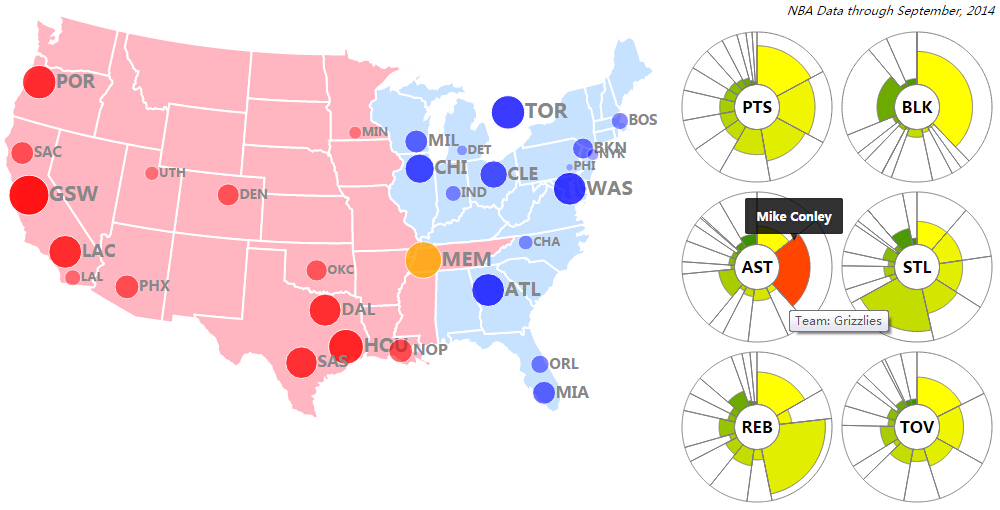 NBA Data through September, 2014
POR
SAC
GSW
LAC
LAL
PHX
UTH
DEN
MIN
OKC
DAL
SAS
HOU
NOP
MEM
MIL
CHI
DET
IND
CLE
TOR
BOS
BKN
NYK
PHI
WAS
CHA
ATL
ORL
MIA
PTS
BLK
Mike Conley
AST
STL
Team: Grizzlies
REB
TOV